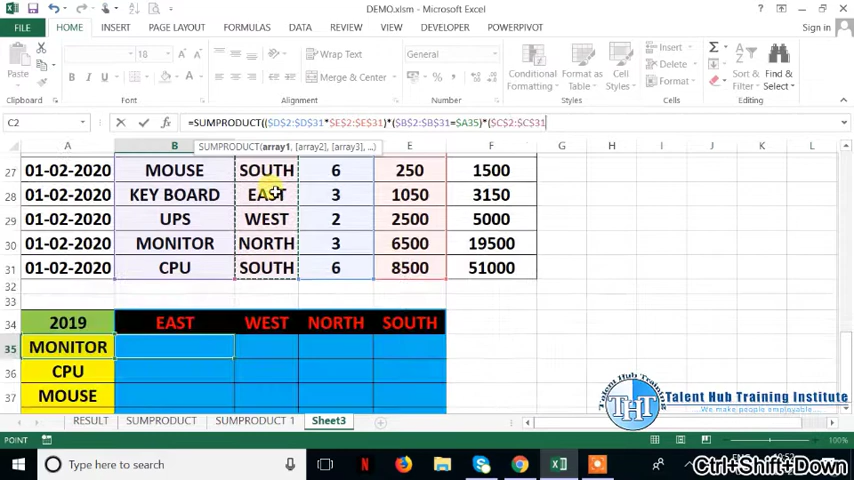 DEMO.xlsm - Microsoft Excel
FILE HOME INSERT PAGE LAYOUT FORMULAS DATA REVIEW VIEW DEVELOPER POWERPIVOT Sign in
Paste B I U 18 A A Wrap Text Merge & Center General $ % , Conditional Formatting Format as Table Cell Styles Insert Delete Format Sort & Filter Find & Select
Clipboard Font Alignment Number Styles Cells Editing
C2 fx =SUMPRODUCT(($D$2:$D$31*$E$2:$E$31)*($B$2:$B$31=$A35)*($C$2:$C$31
SUMPRODUCT(array1, [array2], [array3], ...)
A B C D E F G H I J K L
27 01-02-2020 MOUSE SOUTH 6 250 1500
28 01-02-2020 KEY BOARD EAST 3 1050 3150
29 01-02-2020 UPS WEST 2 2500 5000
30 01-02-2020 MONITOR NORTH 3 6500 19500
31 01-02-2020 CPU SOUTH 6 8500 51000
32
33
34 2019 EAST WEST NORTH SOUTH
35 MONITOR
36 CPU
37 MOUSE
THT Talent Hub Training Institute
...We make people employable...
RESULT SUMPRODUCT SUMPRODUCT 1 Sheet3
POINT 100%
Type here to search
Ctrl+Shift+Down